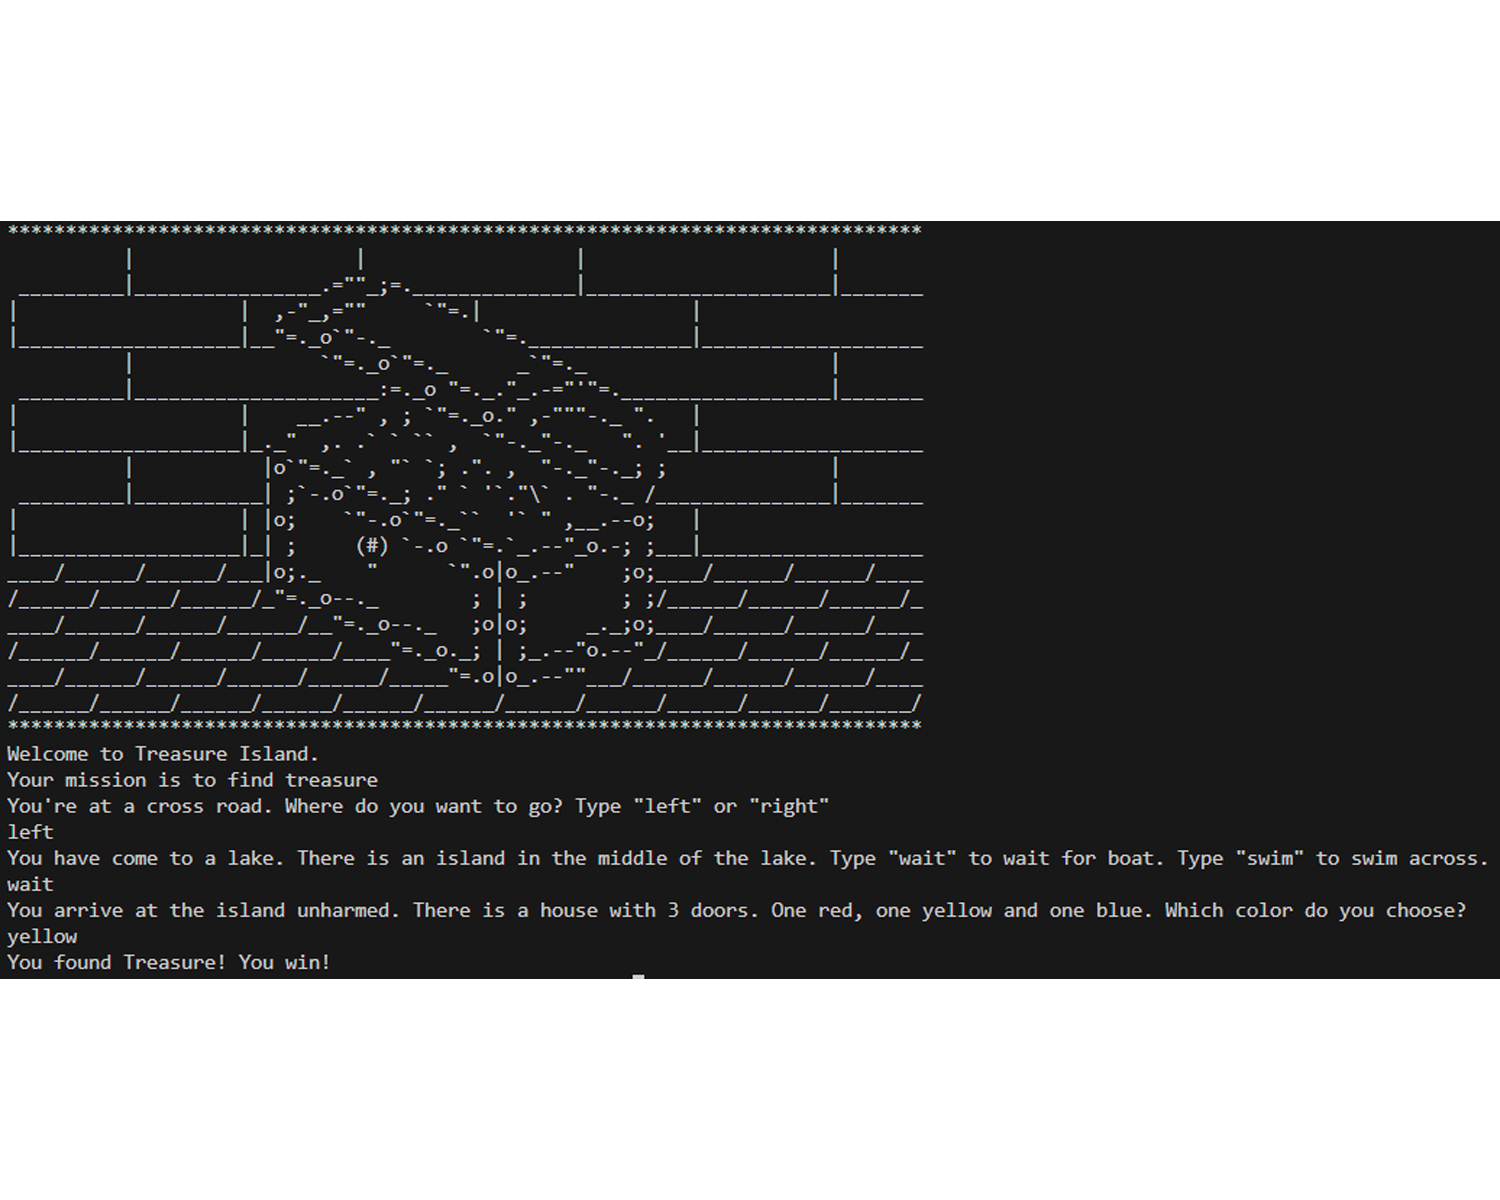 Welcome to Treasure Island.
Your mission is to find treasure
You're at a cross road. Where do you want to go? Type "left" or "right"
left
You have come to a lake. There is an island in the middle of the lake. Type "wait" to wait for boat. Type "swim" to swim across.
wait
You arrive at the island unharmed. There is a house with 3 doors. One red, one yellow and one blue. Which color do you choose?
yellow
You found Treasure! You win!